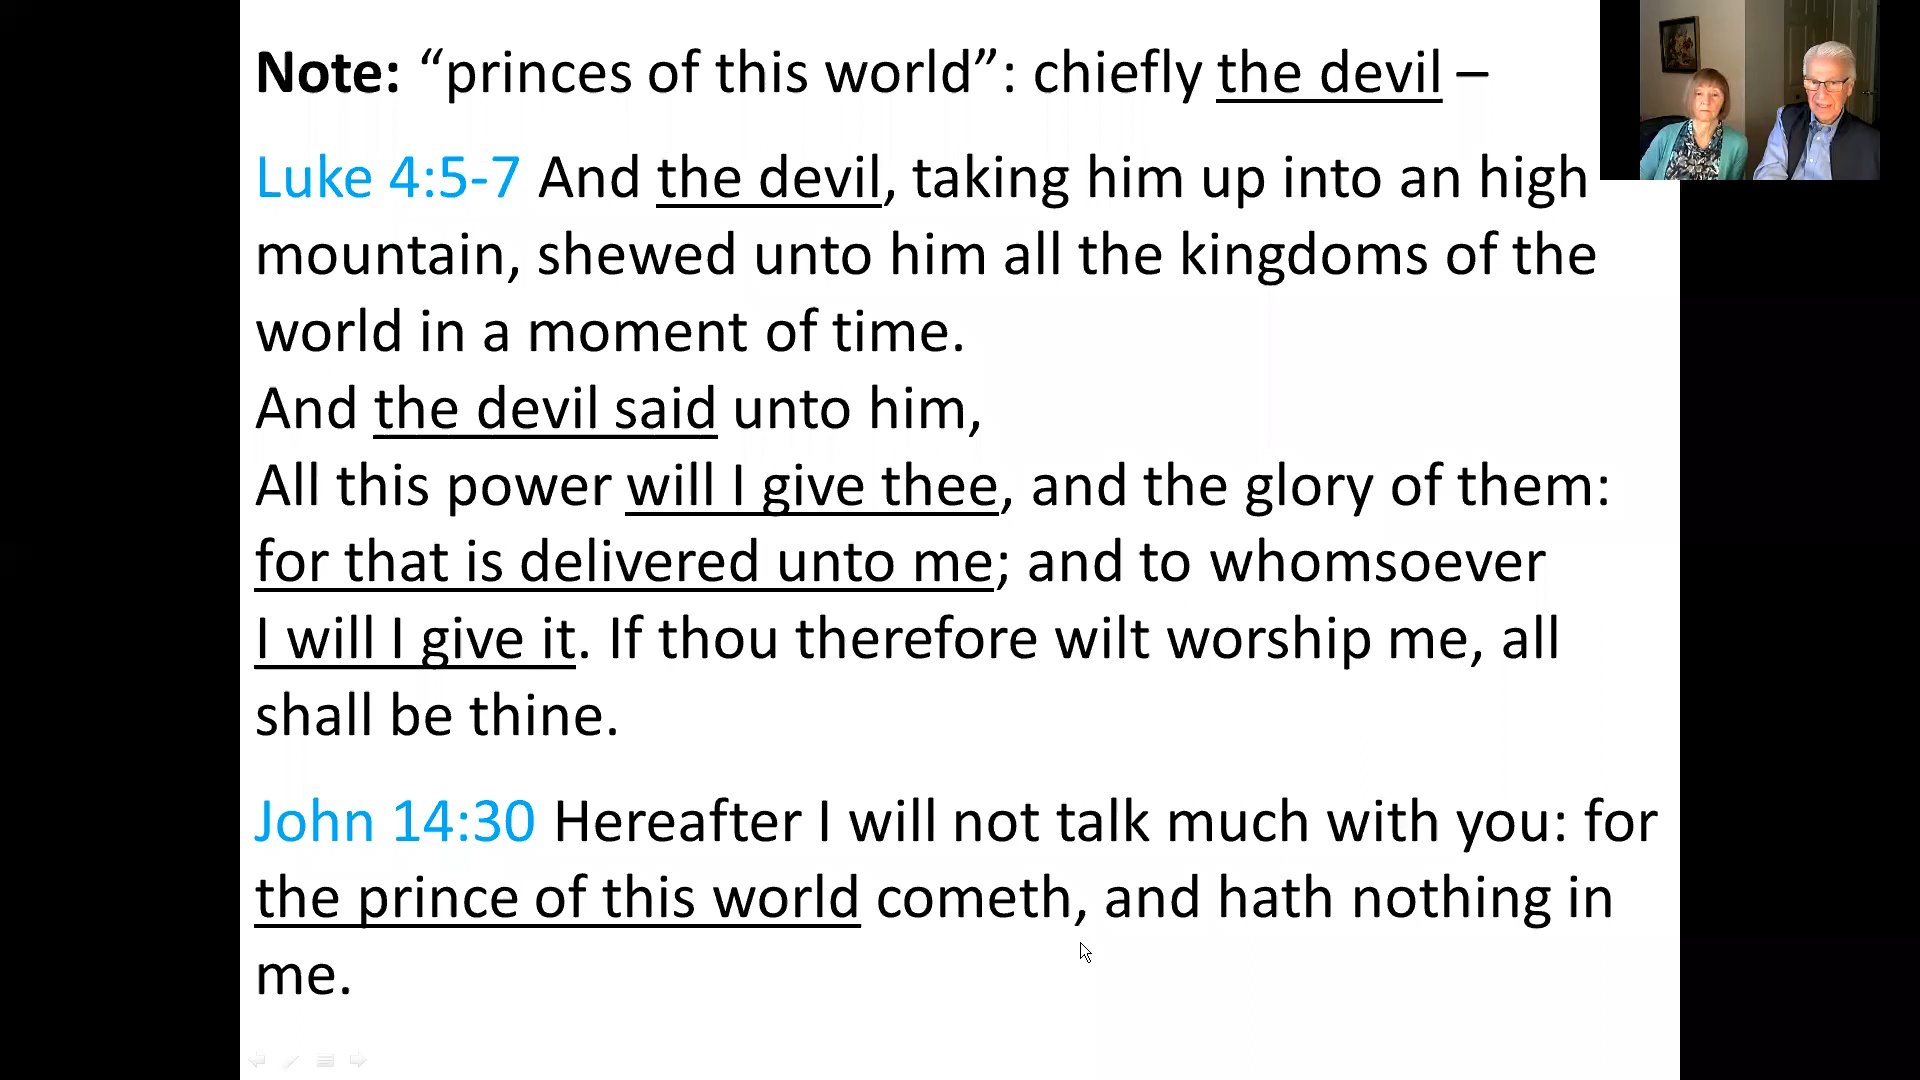 Note: “princes of this world”: chiefly the devil –
Luke 4:5-7 And the devil, taking him up into an high
mountain, shewed unto him all the kingdoms of the
world in a moment of time.
And the devil said unto him,
All this power will I give thee, and the glory of them:
for that is delivered unto me; and to whomsoever
I will I give it. If thou therefore wilt worship me, all
shall be thine.
John 14:30 Hereafter I will not talk much with you: for
the prince of this world cometh, and hath nothing in
me.